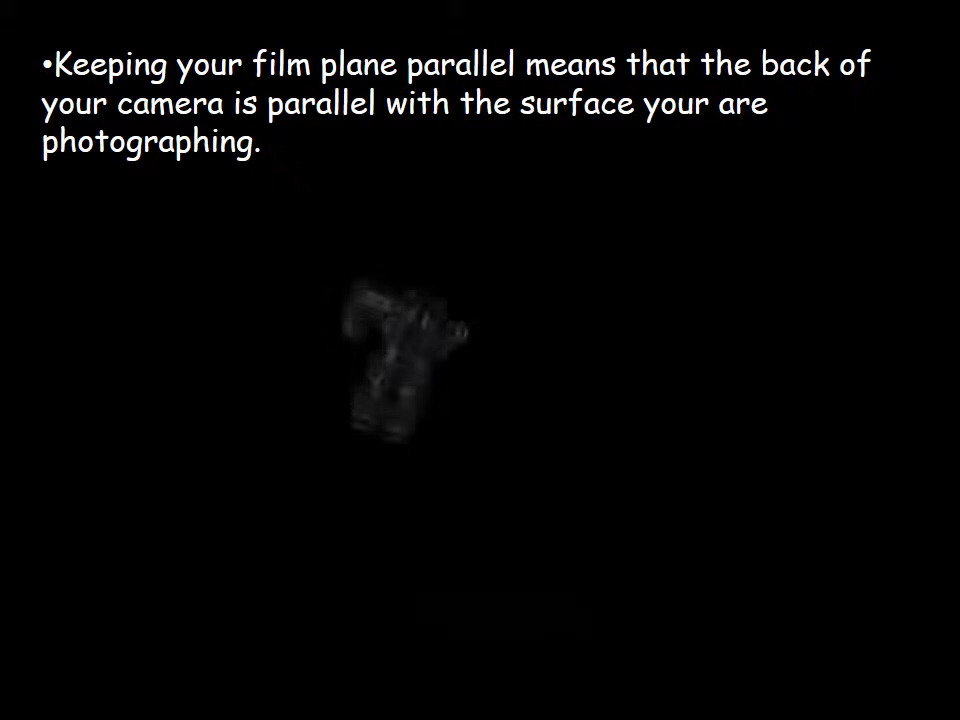 •Keeping your film plane parallel means that the back of
your camera is parallel with the surface your are
photographing.